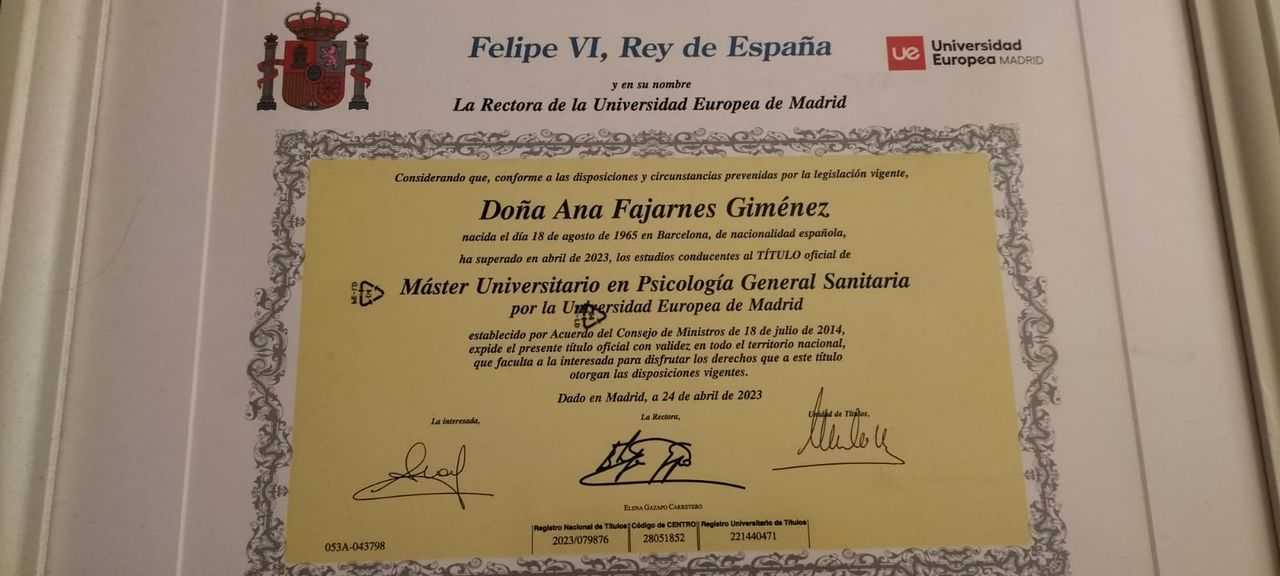 Felipe VI, Rey de España
ue Universidad
Europea MADRID
y en su nombre
La Rectora de la Universidad Europea de Madrid
Considerando que, conforme a las disposiciones y circunstancias prevenidas por la legislación vigente,
Doña Ana Fajarnes Giménez
nacida el día 18 de agosto de 1965 en Barcelona, de nacionalidad española,
ha superado en abril de 2023, los estudios conducentes al TÍTULO oficial de
Máster Universitario en Psicología General Sanitaria
por la Universidad Europea de Madrid
establecido por Acuerdo del Consejo de Ministros de 18 de julio de 2014,
expide el presente título oficial con validez en todo el territorio nacional,
que faculta a la interesada para disfrutar los derechos que a este título
otorgan las disposiciones vigentes.
Dado en Madrid, a 24 de abril de 2023
La interesada,
La Rectora,
Unidad de Títulos,
ELENA GAZAPO CARRETERO
Registro Nacional de Títulos Código de CENTRO Registro Universitario de Títulos
053A-043798
2023/079876 28051852 221440471